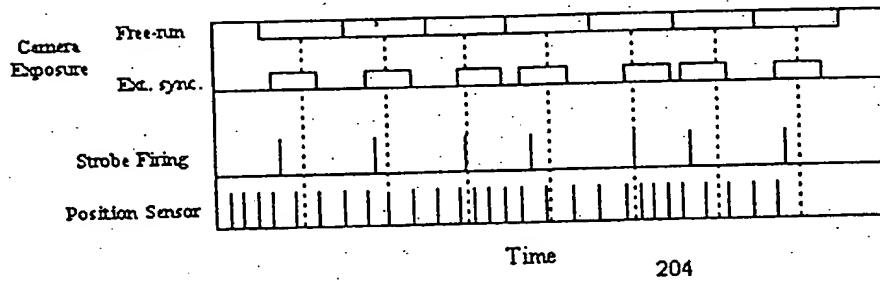 Free-run
Camera
Exposure
Ext. sync.
Strobe Firing
Position Sensor
Time
204